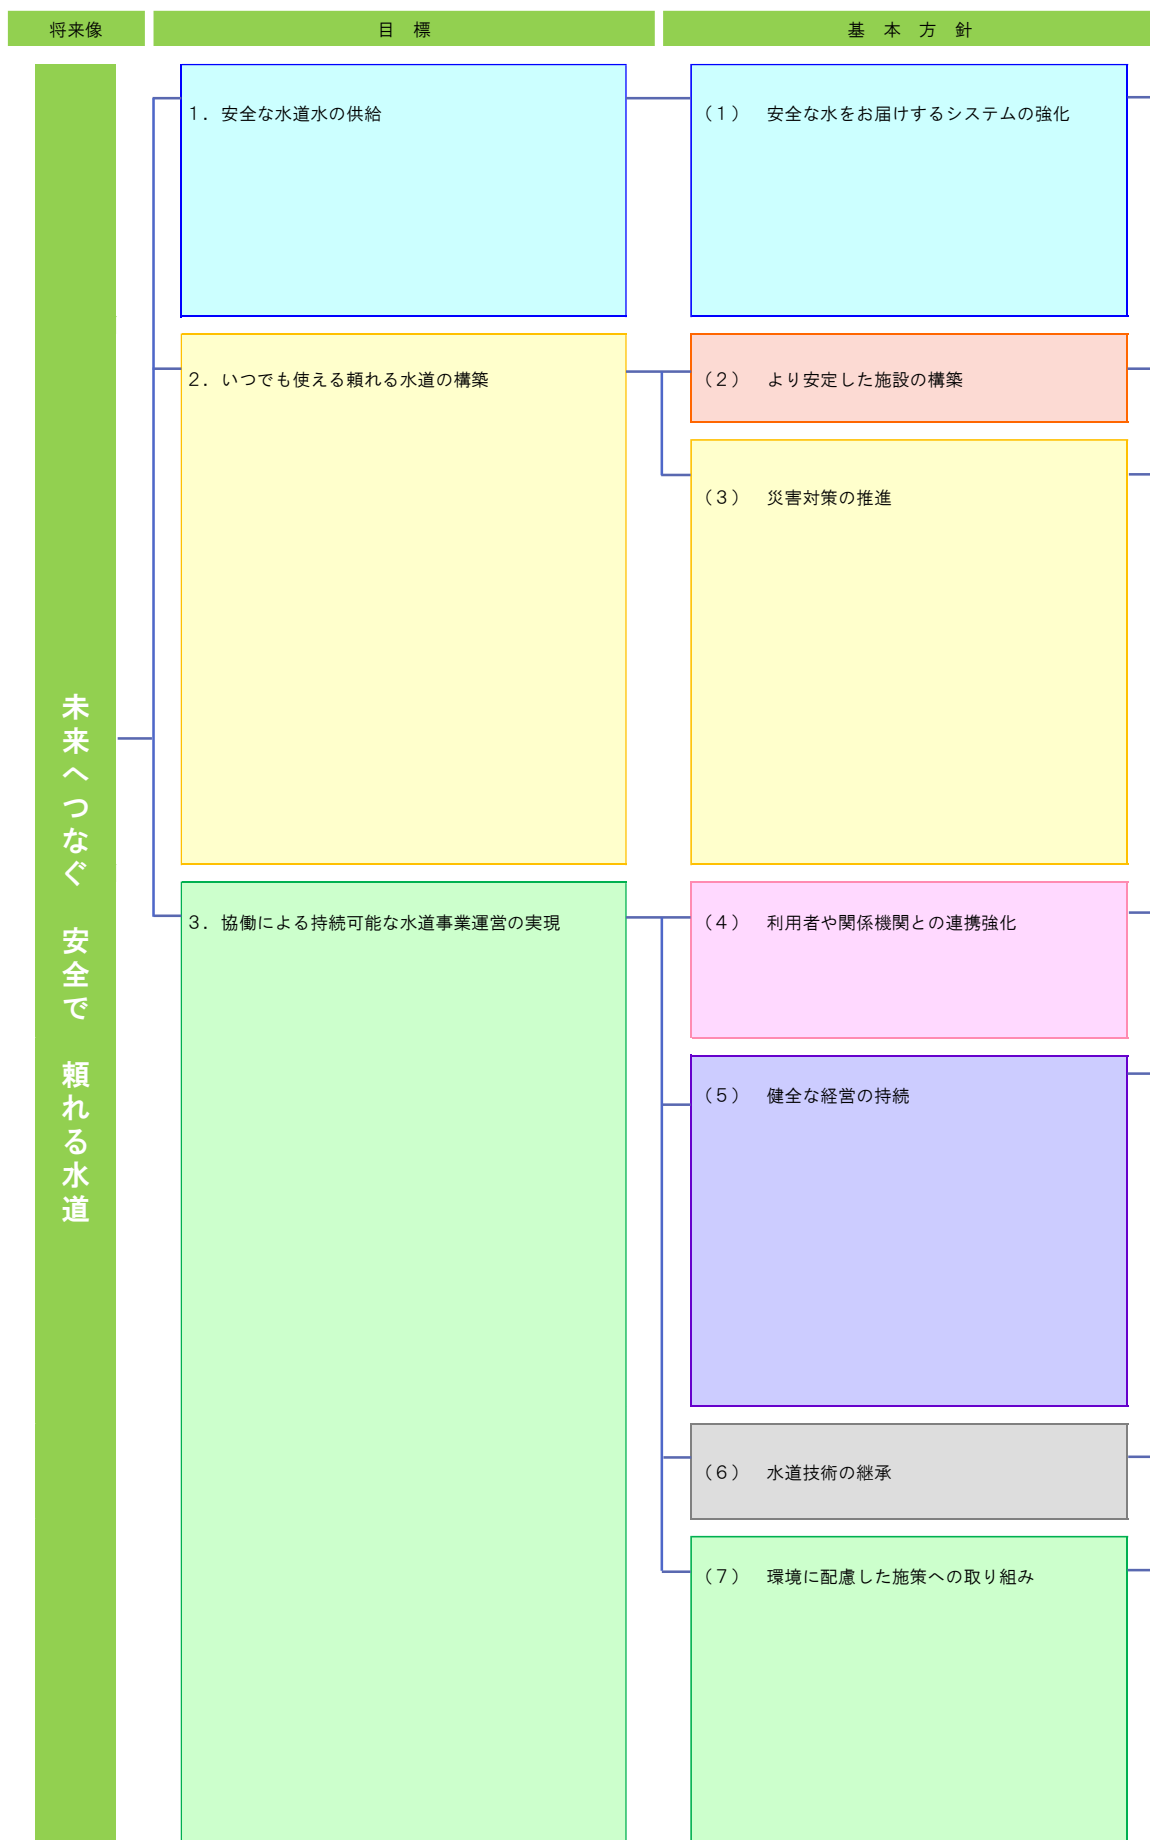 将来像
目　標
基　本　方　針
未来へつなぐ　安全で　頼れる水道
１．安全な水道水の供給
（１）　安全な水をお届けするシステムの強化
２．いつでも使える頼れる水道の構築
（２）　より安定した施設の構築
（３）　災害対策の推進
３．協働による持続可能な水道事業運営の実現
（４）　利用者や関係機関との連携強化
（５）　健全な経営の持続
（６）　水道技術の継承
（７）　環境に配慮した施策への取り組み